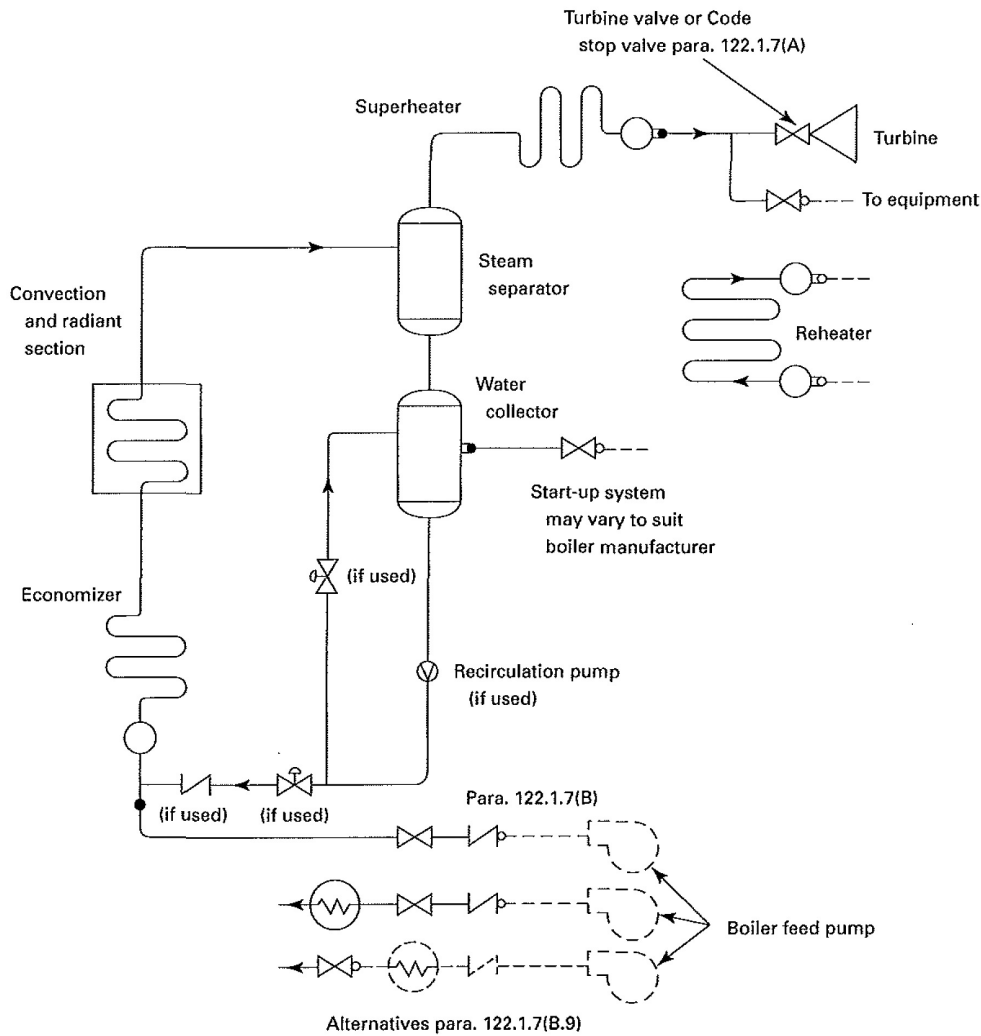 Turbine valve or Code
stop valve para. 122.1.7(A)
Superheater
Turbine
To equipment
Steam
separator
Convection
and radiant
section
Reheater
Water
collector
Start-up system
may vary to suit
boiler manufacturer
(if used)
Economizer
Recirculation pump
(if used)
(if used)
(if used)
Para. 122.1.7(B)
Boiler feed pump
Alternatives para. 122.1.7(B.9)